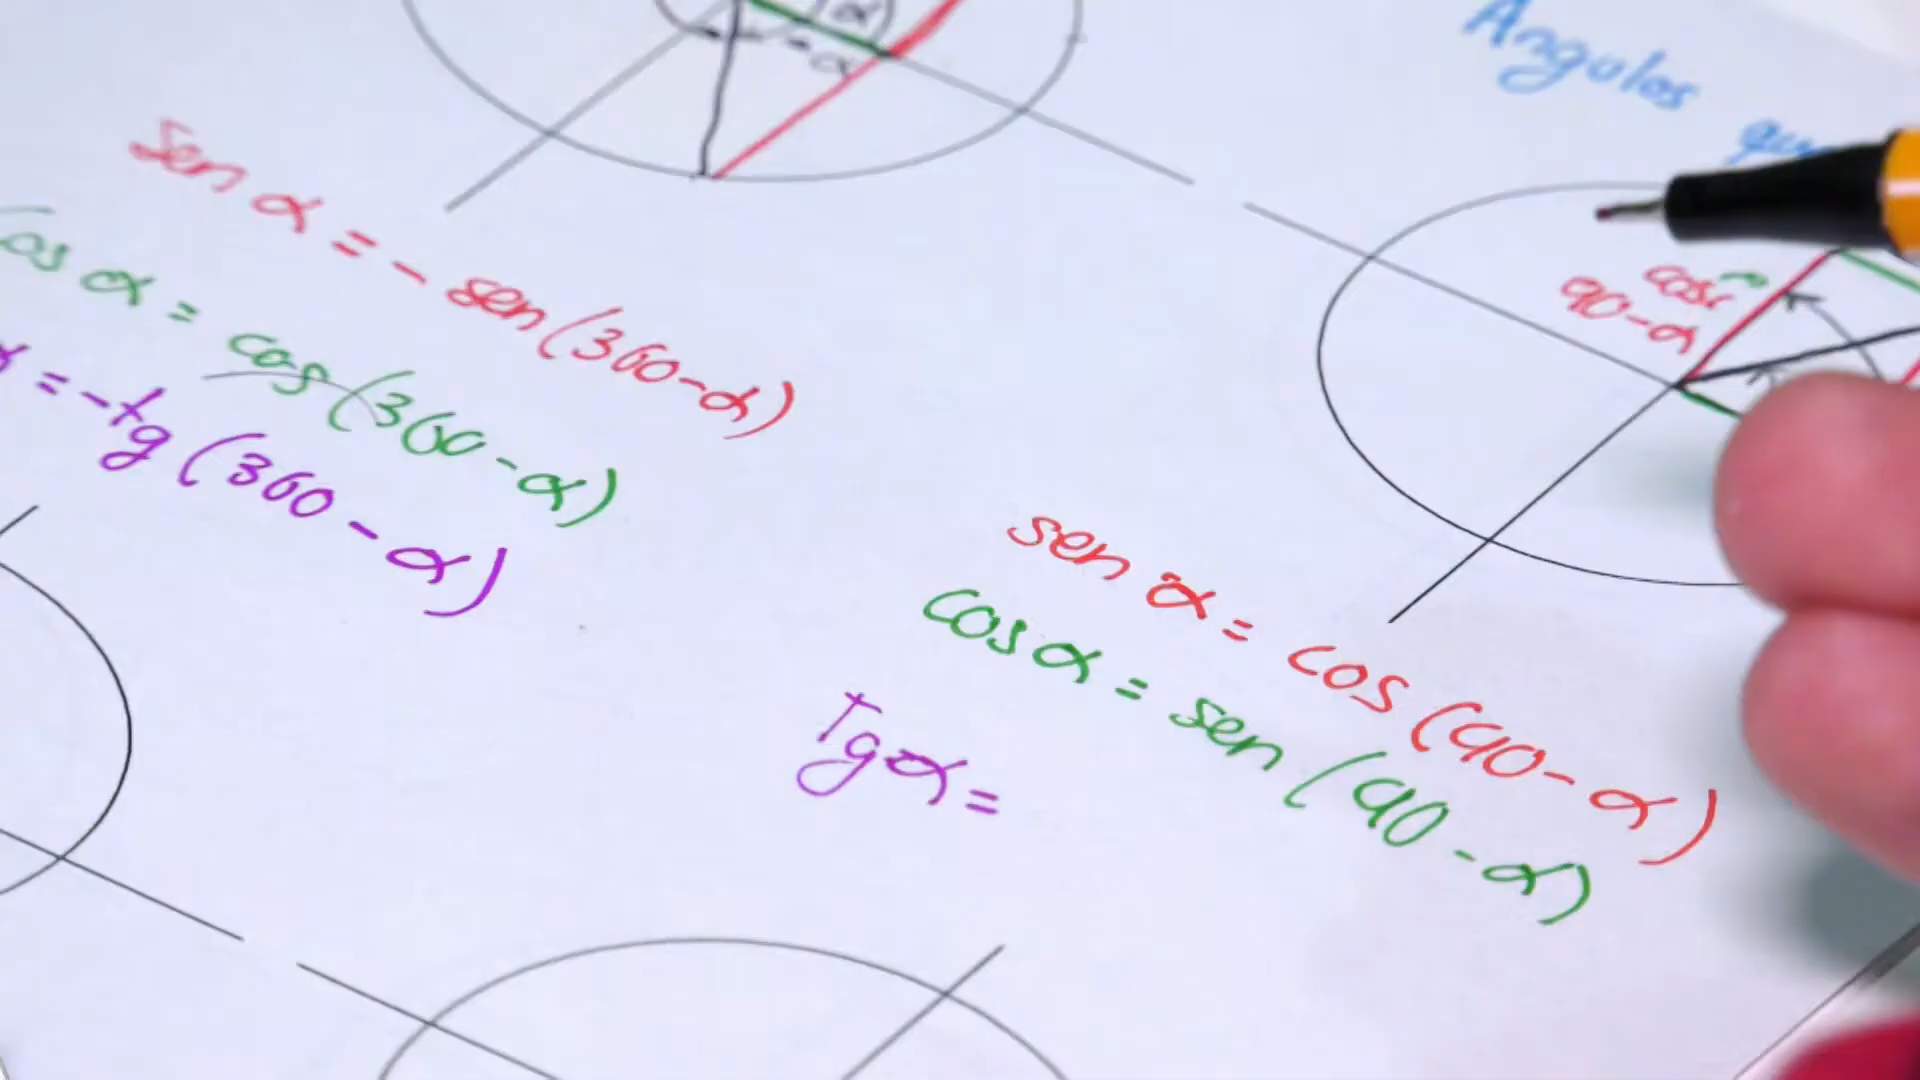 Angulos
sen α = - sen (360-α)
cos α = cos (360-α)
α = -tg (360 - α)
cos
90-α
sen α = cos (90-α)
cos α = sen (90-α)
Tg α =
α
-α